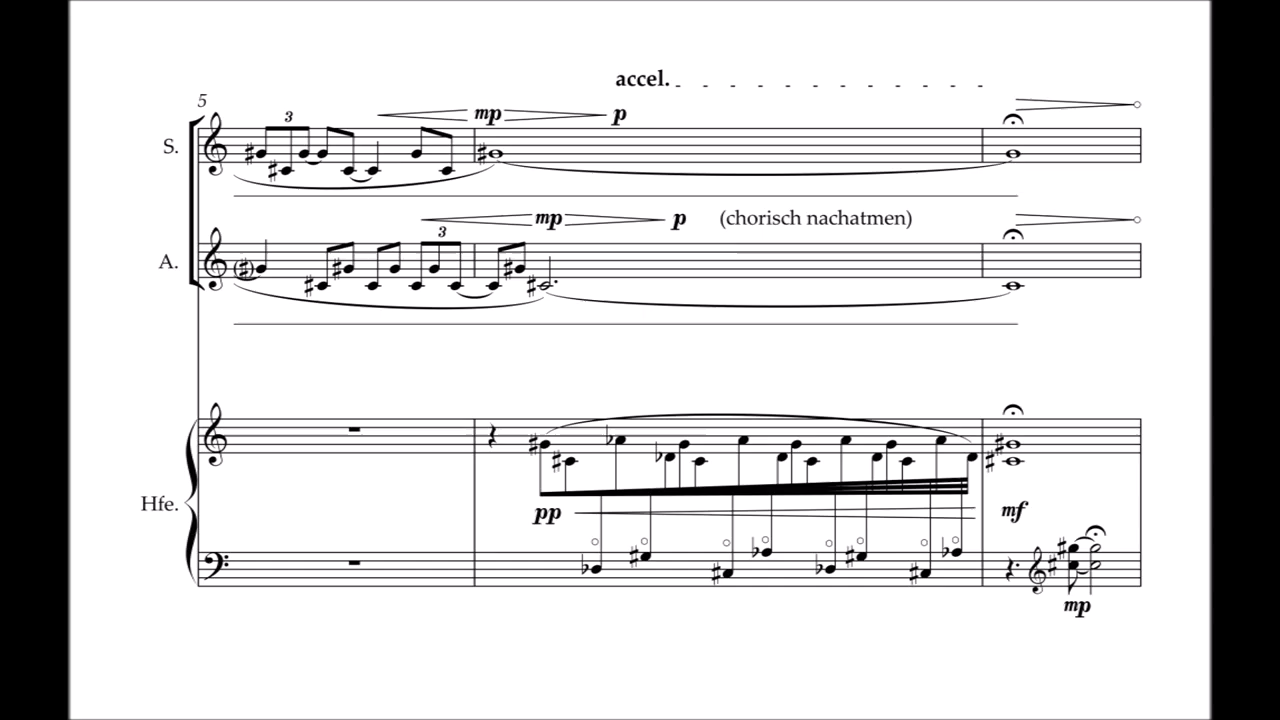 accel.
5
3
mp
p
S.
mp
p
(chorisch nachatmen)
3
A.
Hfe.
pp
mf
mp